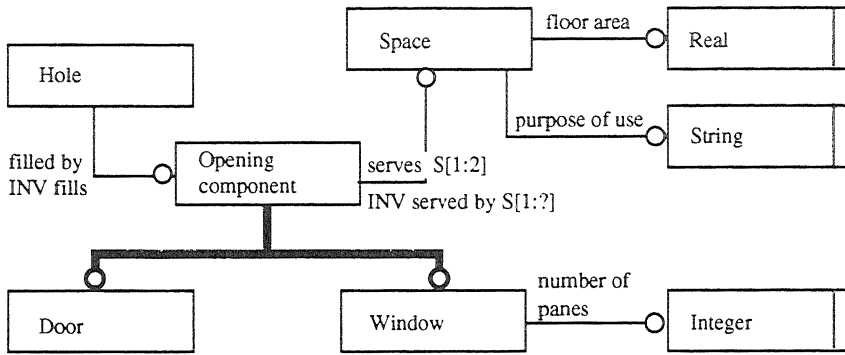 Space
floor area
Real
Hole
purpose of use
String
filled by
INV fills
Opening
component
serves S[1:2]
INV served by S[1:?]
Door
Window
number of
panes
Integer